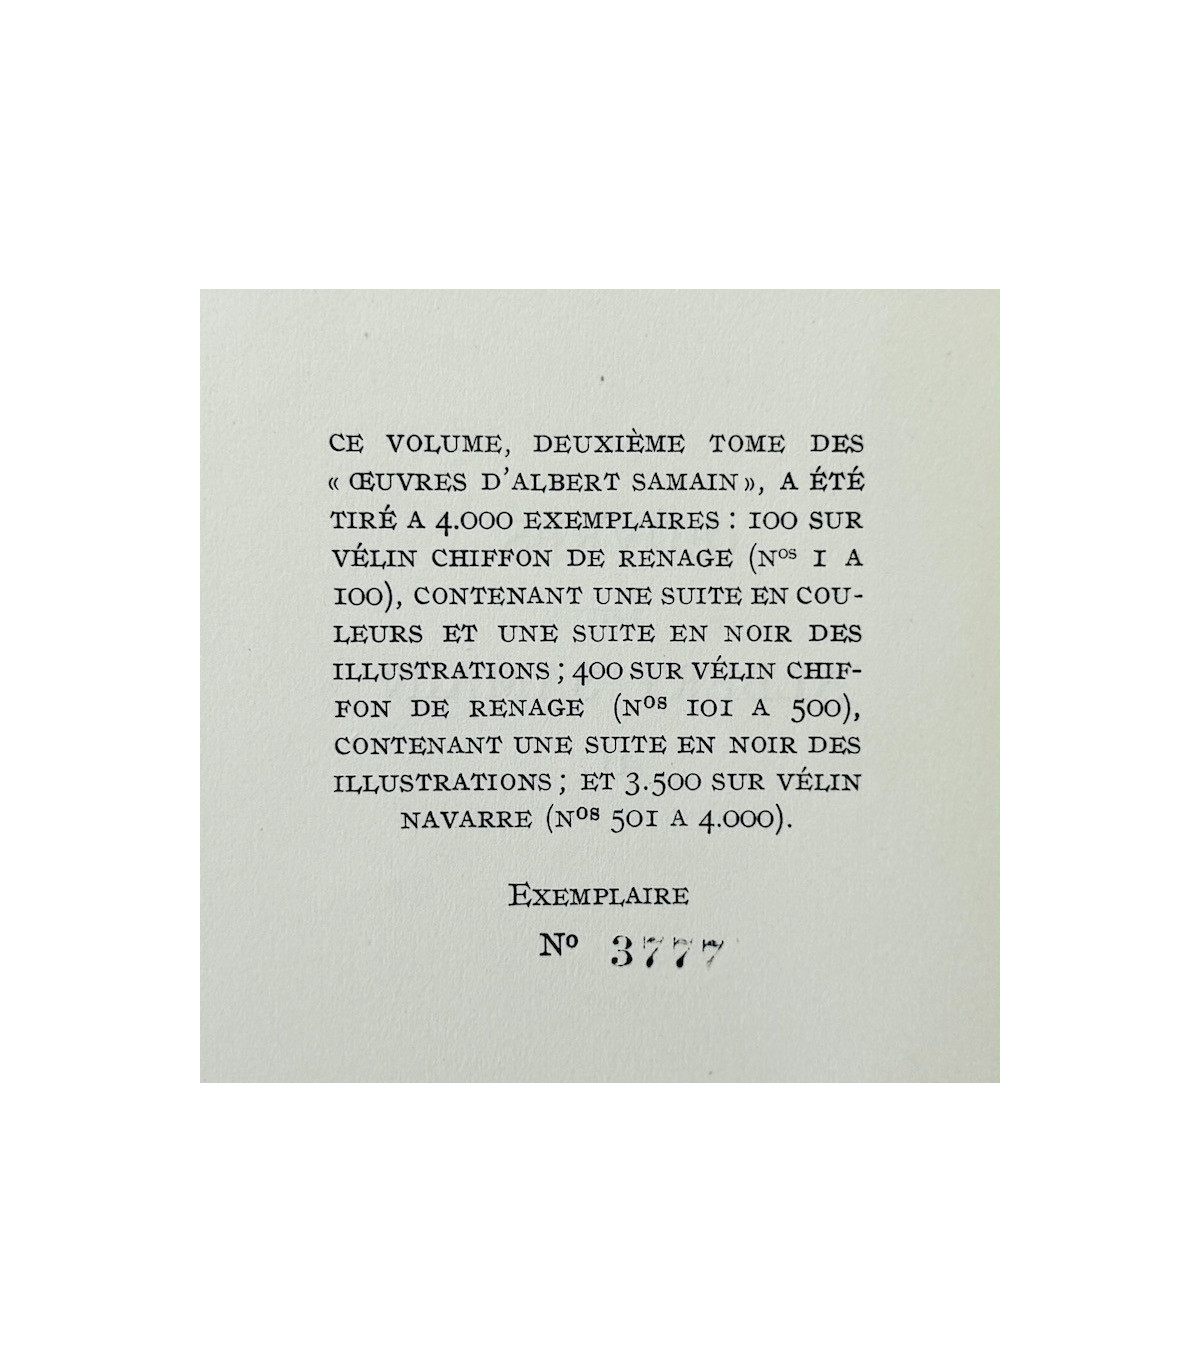 CE VOLUME, DEUXIÈME TOME DES
« ŒUVRES D'ALBERT SAMAIN », A ÉTÉ
TIRÉ A 4.000 EXEMPLAIRES : 100 SUR
VÉLIN CHIFFON DE RENAGE (Nos 1 A
100), CONTENANT UNE SUITE EN COU-
LEURS ET UNE SUITE EN NOIR DES
ILLUSTRATIONS ; 400 SUR VÉLIN CHIF-
FON DE RENAGE (Nos 101 A 500),
CONTENANT UNE SUITE EN NOIR DES
ILLUSTRATIONS ; ET 3.500 SUR VÉLIN
NAVARRE (Nos 501 A 4.000).
EXEMPLAIRE
No 3777